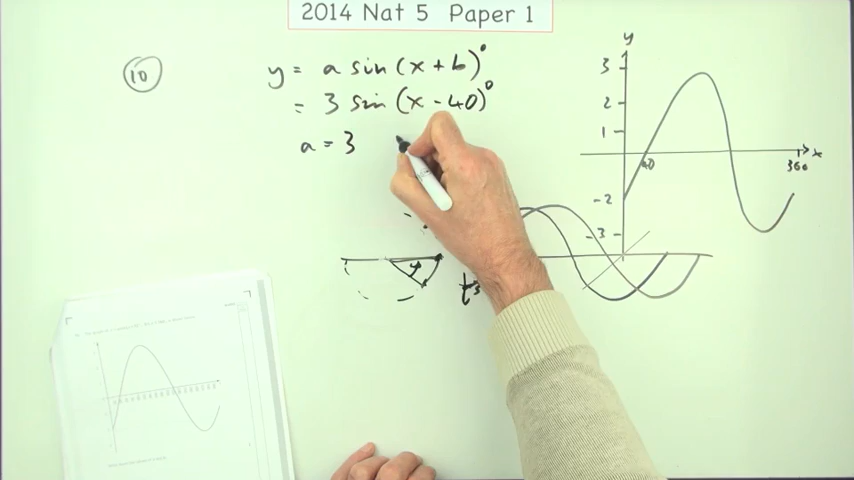 2014 Nat 5 Paper 1
10
y = a sin (x + b)°
= 3 sin (x - 40)°
a = 3
y
3
2
1
40
360
x
-2
-3